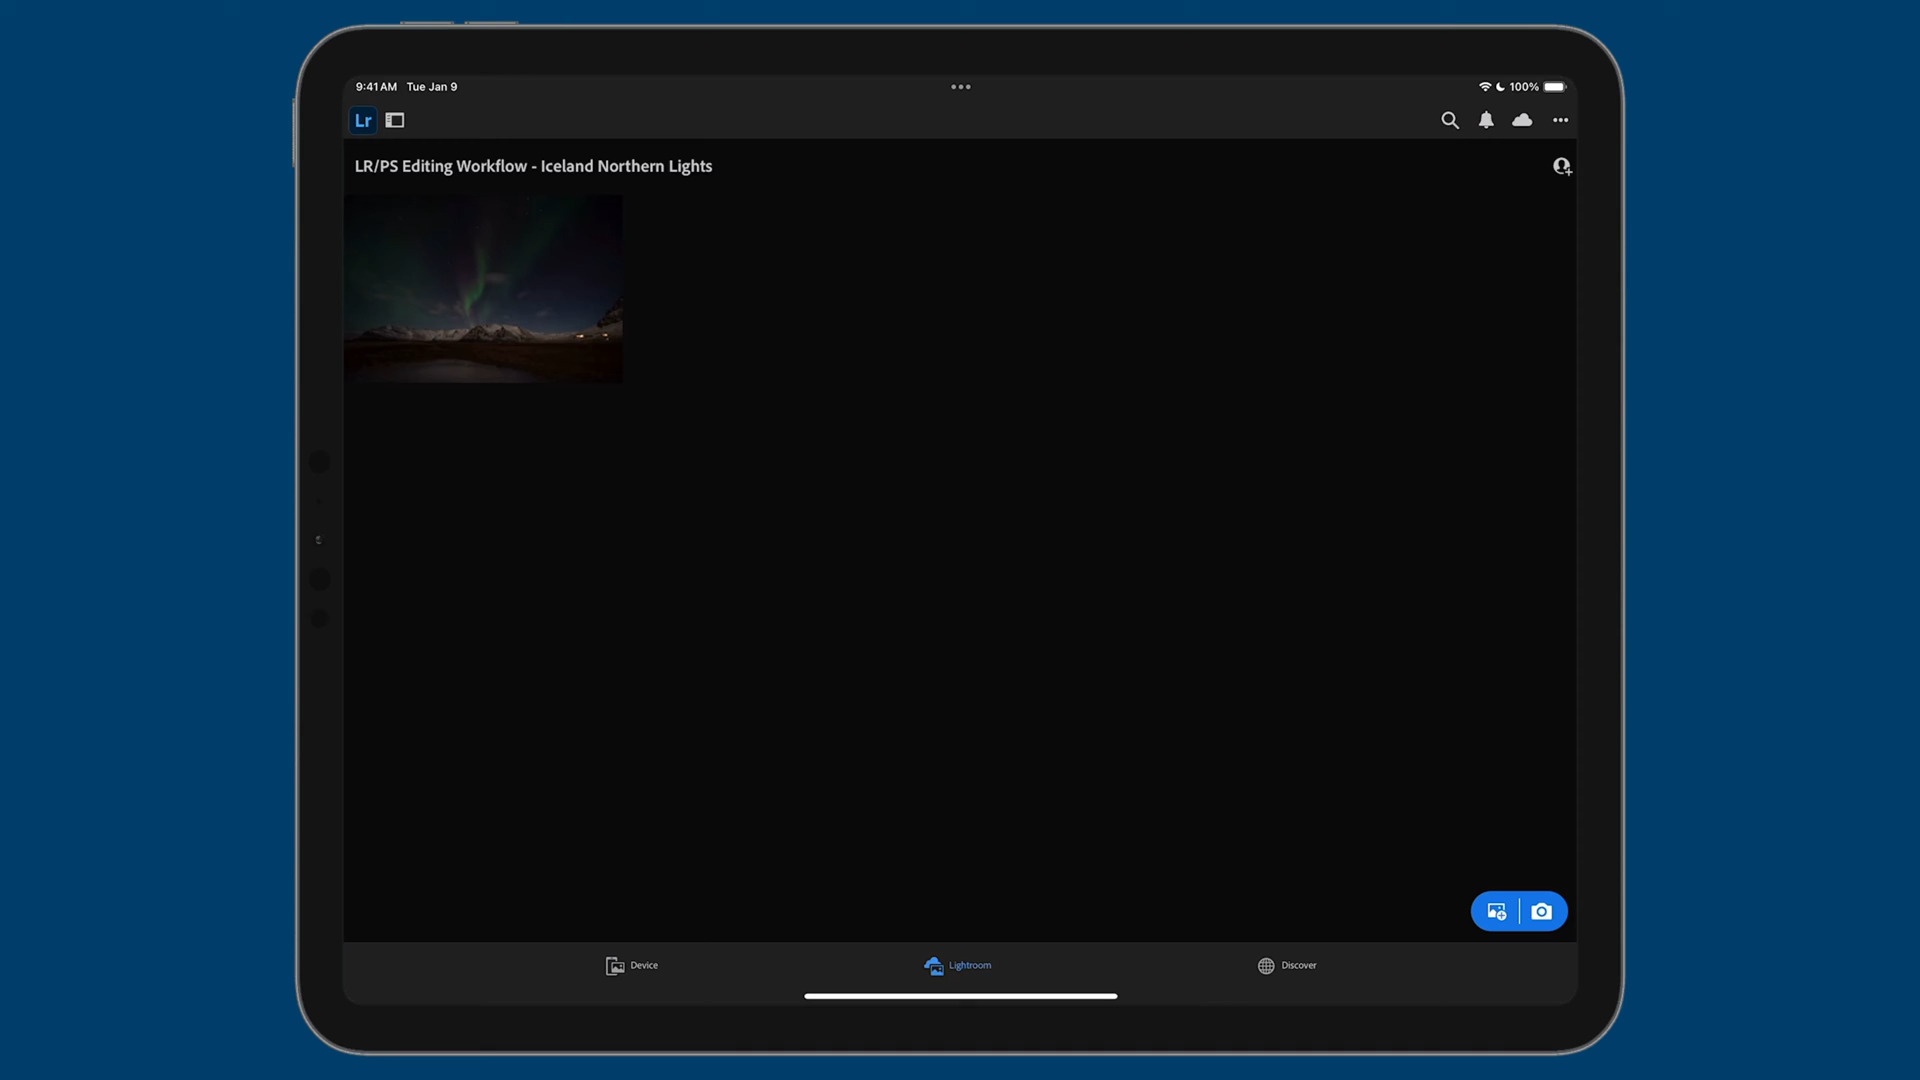 9:41 AM Tue Jan 9
100%
Lr
LR/PS Editing Workflow - Iceland Northern Lights
Device
Lightroom
Discover